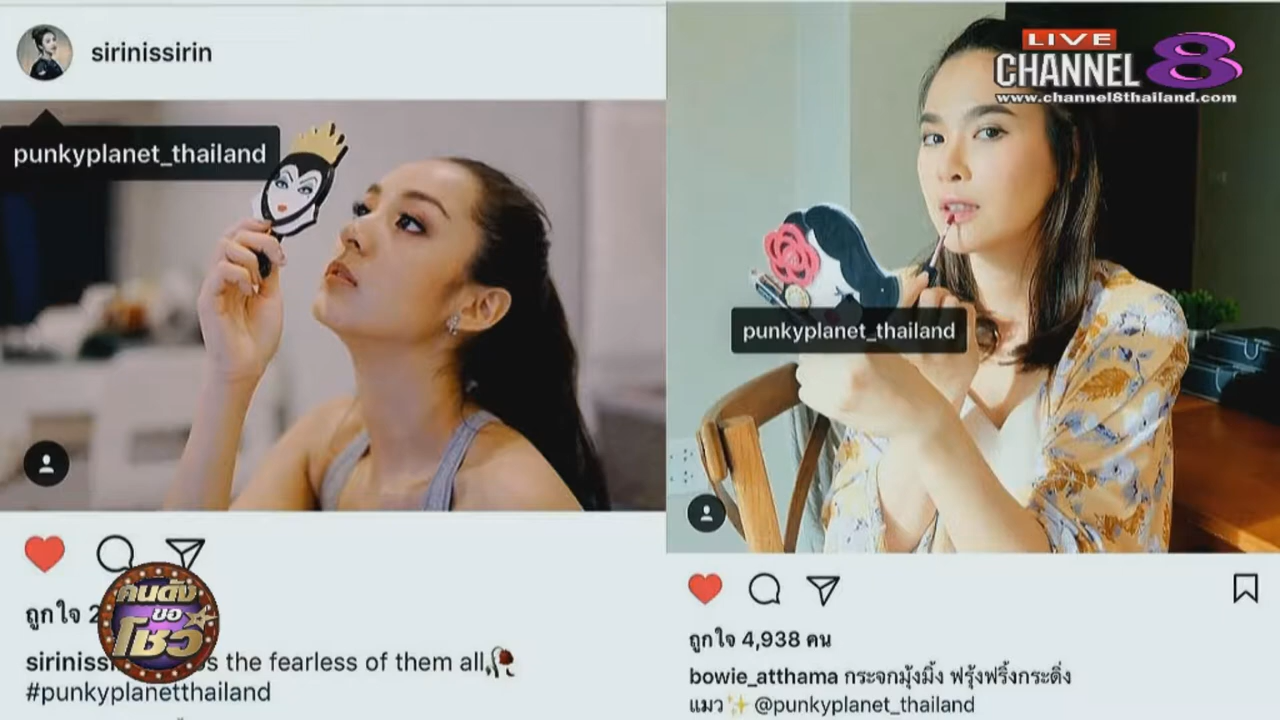 sirinissirin
punkyplanet_thailand
ถูกใจ 2
sirinissi
s the fearless of them all,🥀
#punkyplanetthailand
คนดัง
ขอ
โชว์
LIVE
CHANNEL 8
www.channel8thailand.com
punkyplanet_thailand
ถูกใจ 4,938 คน
bowie_atthama กระจกมุ้งมิ้ง ฟรุ้งฟริ้งกระดิ่ง
แมว✨ @punkyplanet_thailand